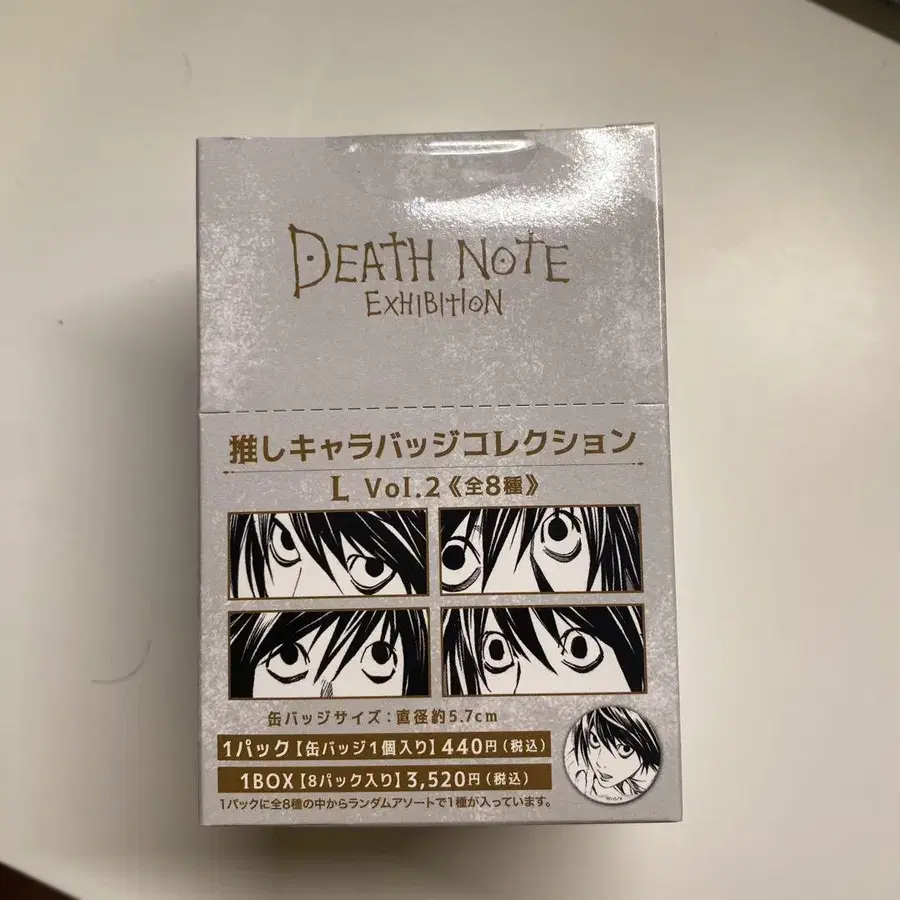 DEATH NOTE
EXHIBITION
推しキャラバッジコレクション
L Vol.2《全8種》
缶バッジサイズ:直径約5.7cm
1パック【缶バッジ1個入り】440円(税込)
1BOX【8パック入り】3,520円(税込)
1パックに全8種の中からランダムアソートで1種が入っています。